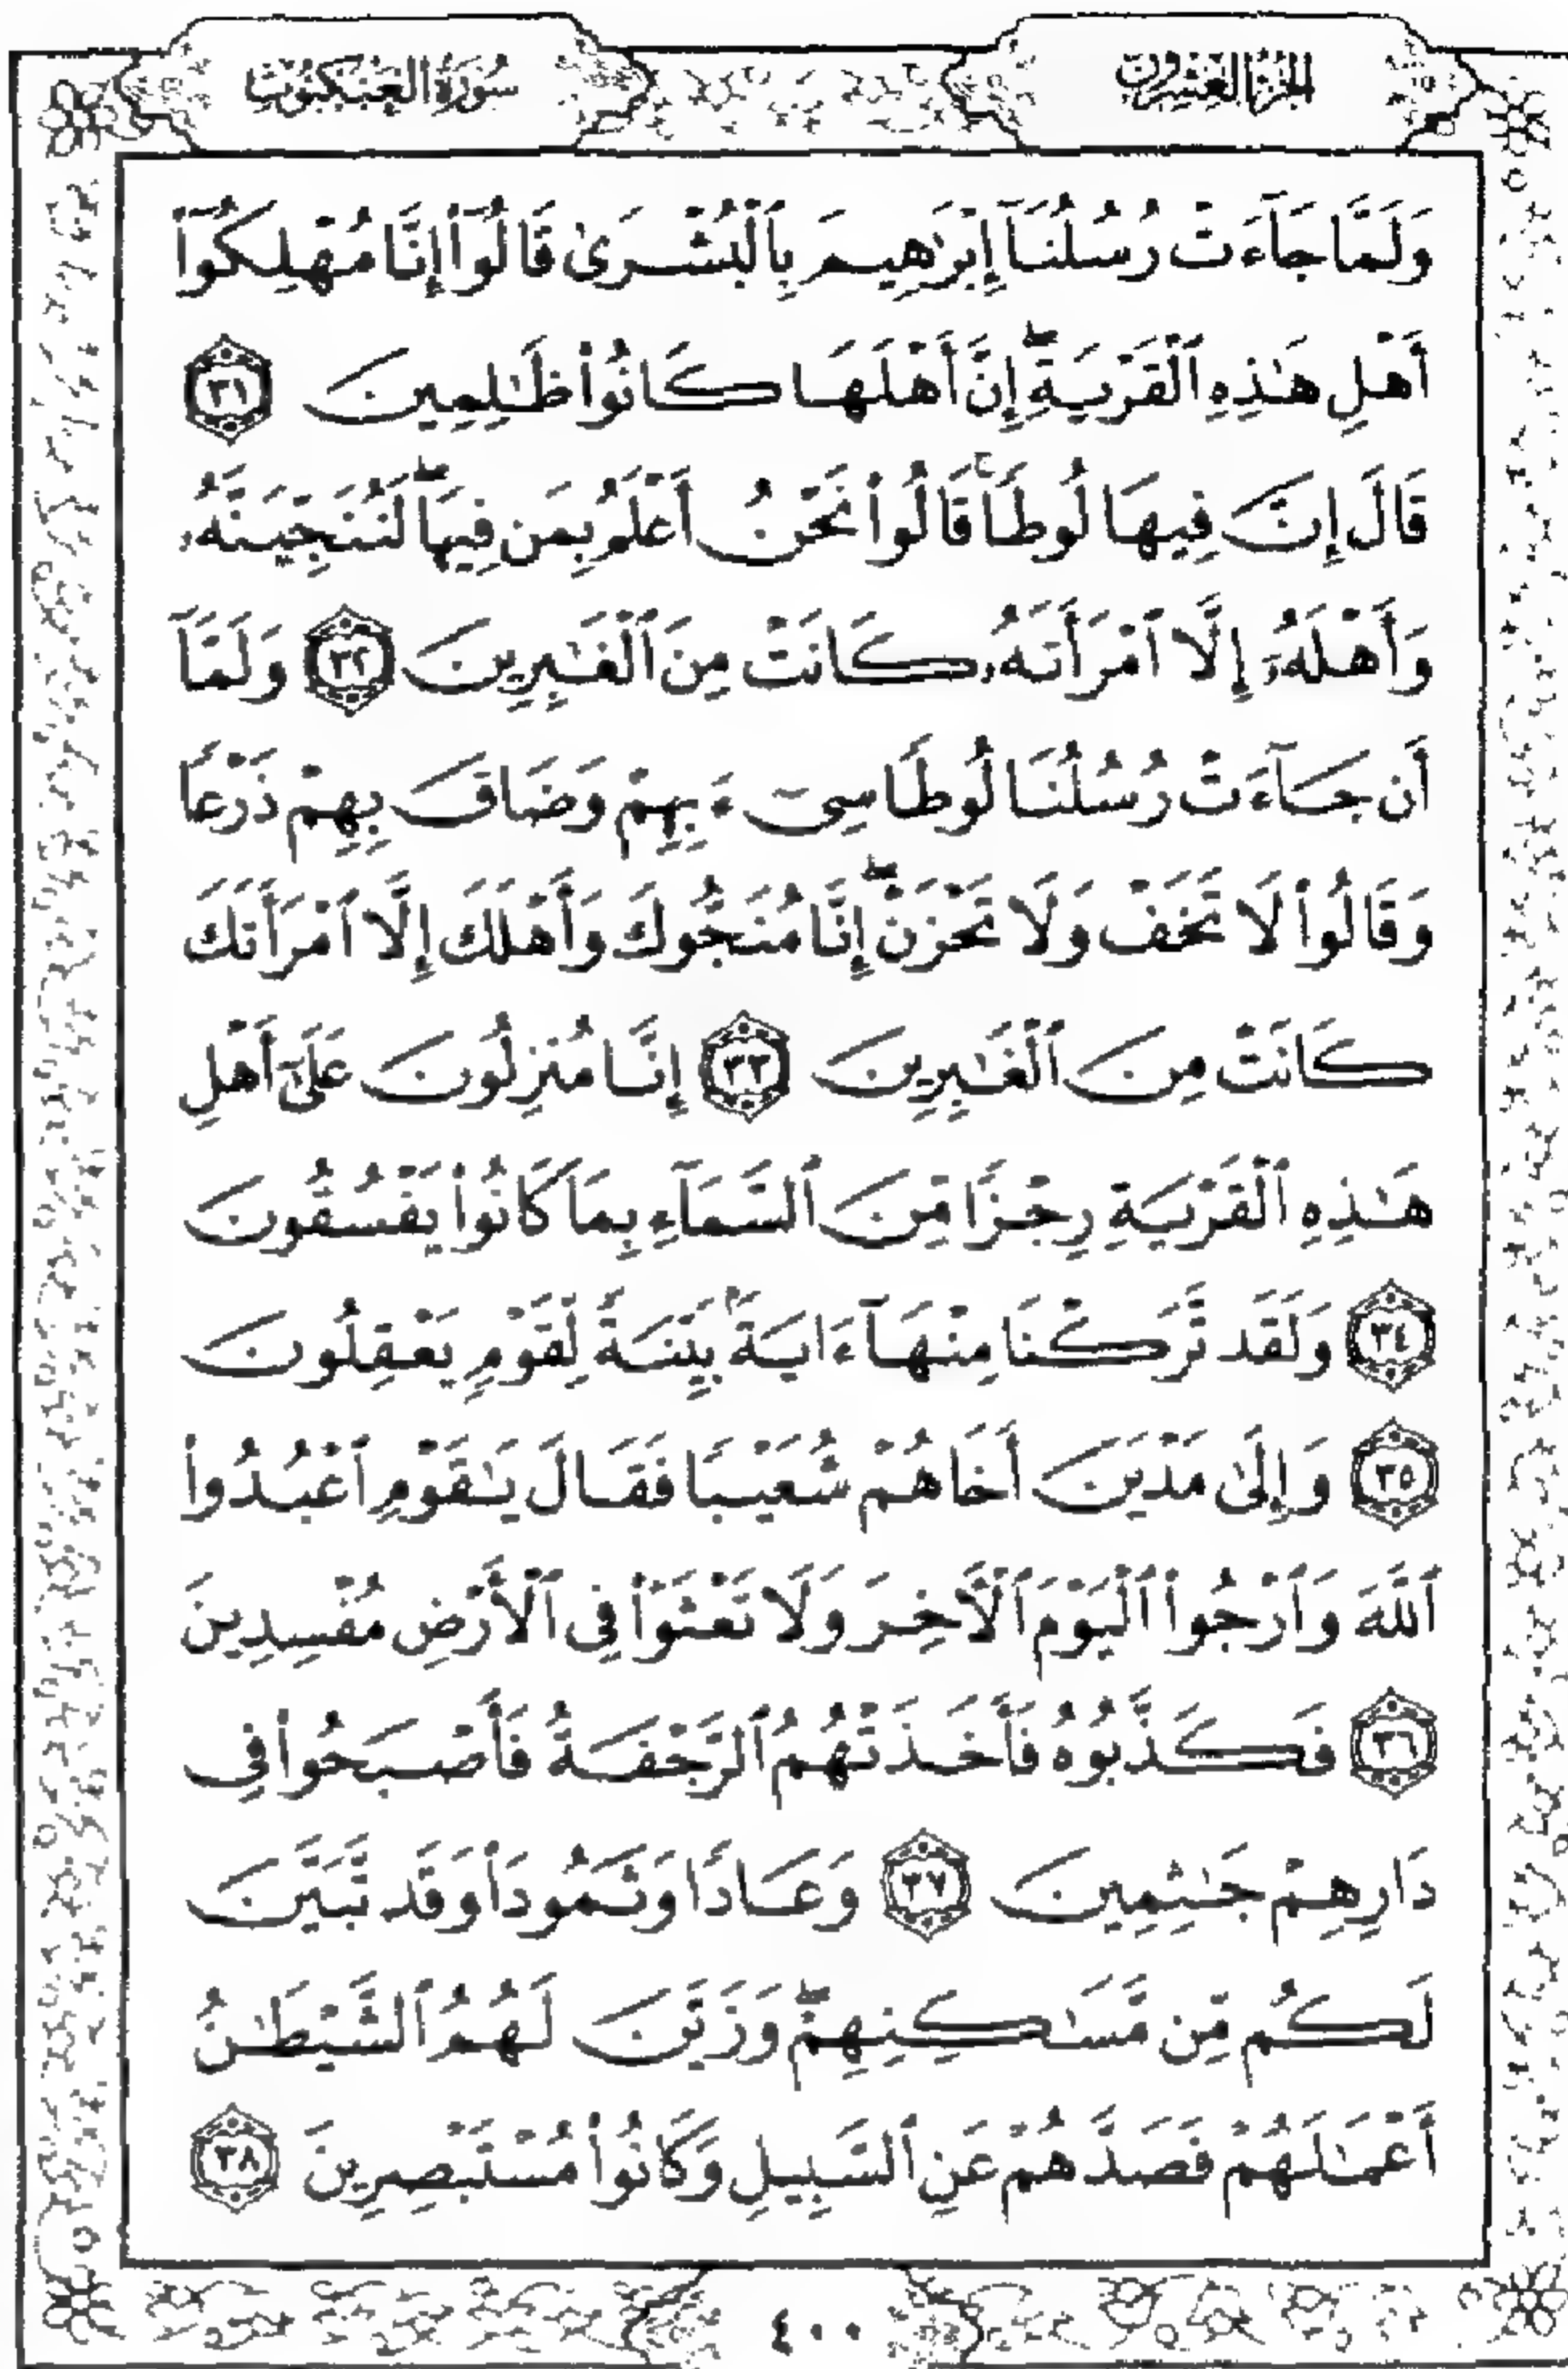 الجزء العشرون
سورة العنكبوت
وَلَمَّا جَآءَتْ رُسُلُنَآ إِبْرَٰهِيمَ بِٱلْبُشْرَىٰ قَالُوٓا۟ إِنَّا مُهْلِكُوٓا۟
أَهْلِ هَٰذِهِ ٱلْقَرْيَةِ ۖ إِنَّ أَهْلَهَا كَانُوا۟ ظَٰلِمِينَ ٣١
قَالَ إِنَّ فِيهَا لُوطًا ۚ قَالُوا۟ نَحْنُ أَعْلَمُ بِمَن فِيهَا ۖ لَنُنَجِّيَنَّهُۥ
وَأَهْلَهُۥٓ إِلَّا ٱمْرَأَتَهُۥ كَانَتْ مِنَ ٱلْغَٰبِرِينَ ٣٢ وَلَمَّآ
أَن جَآءَتْ رُسُلُنَا لُوطًا سِىٓءَ بِهِمْ وَضَاقَ بِهِمْ ذَرْعًا
وَقَالُوا۟ لَا تَخَفْ وَلَا تَحْزَنْ ۖ إِنَّا مُنَجُّوكَ وَأَهْلَكَ إِلَّا ٱمْرَأَتَكَ
كَانَتْ مِنَ ٱلْغَٰبِرِينَ ٣٣ إِنَّا مُنزِلُونَ عَلَىٰٓ أَهْلِ
هَٰذِهِ ٱلْقَرْيَةِ رِجْزًا مِّنَ ٱلسَّمَآءِ بِمَا كَانُوا۟ يَفْسُقُونَ
٣٤ وَلَقَد تَّرَكْنَا مِنْهَآ ءَايَةًۢ بَيِّنَةً لِّقَوْمٍ يَعْقِلُونَ
٣٥ وَإِلَىٰ مَدْيَنَ أَخَاهُمْ شُعَيْبًا فَقَالَ يَٰقَوْمِ ٱعْبُدُوا۟
ٱللَّهَ وَٱرْجُوا۟ ٱلْيَوْمَ ٱلْءَاخِرَ وَلَا تَعْثَوْا۟ فِى ٱلْأَرْضِ مُفْسِدِينَ
٣٦ فَكَذَّبُوهُ فَأَخَذَتْهُمُ ٱلرَّجْفَةُ فَأَصْبَحُوا۟ فِى
دَارِهِمْ جَٰثِمِينَ ٣٧ وَعَادًا وَثَمُودَا۟ وَقَد تَّبَيَّنَ
لَكُم مِّن مَّسَٰكِنِهِمْ ۖ وَزَيَّنَ لَهُمُ ٱلشَّيْطَٰنُ
أَعْمَٰلَهُمْ فَصَدَّهُمْ عَنِ ٱلسَّبِيلِ وَكَانُوا۟ مُسْتَبْصِرِينَ ٣٨
٤٠٠